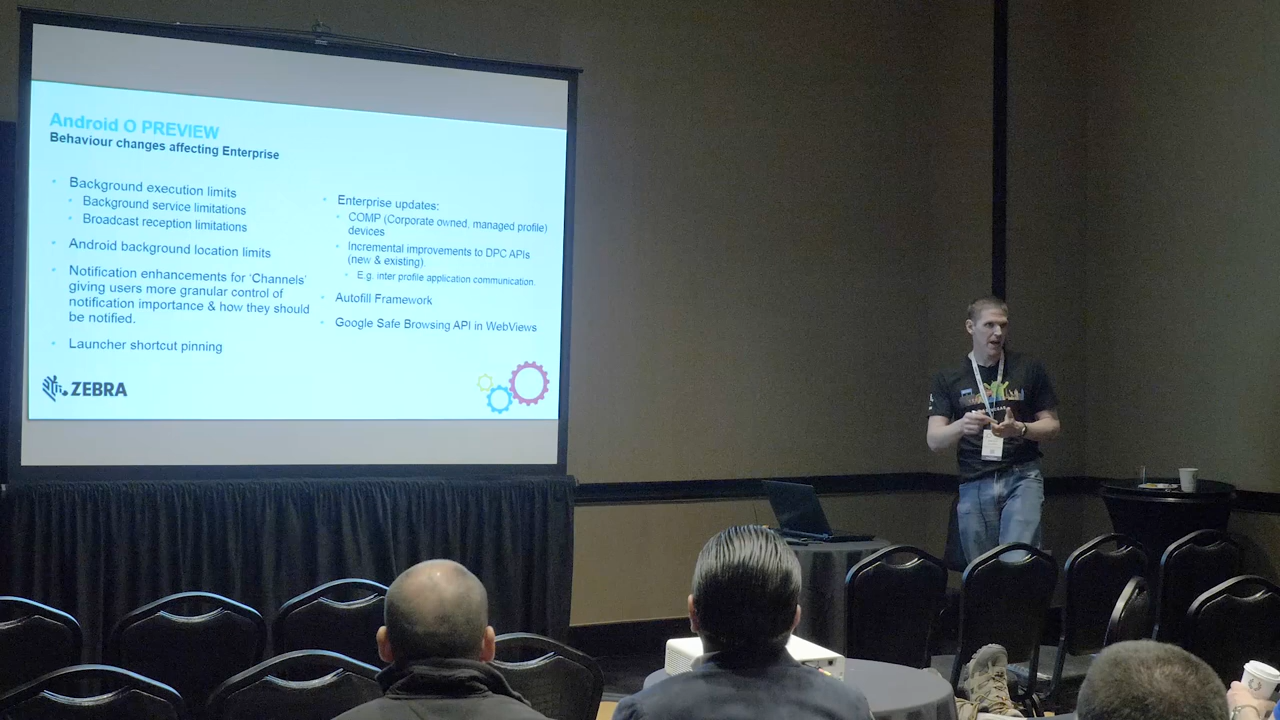 Android O PREVIEW
Behaviour changes affecting Enterprise
Background execution limits
Background service limitations
Broadcast reception limitations
Android background location limits
Notification enhancements for 'Channels'
giving users more granular control of
notification importance & how they should
be notified.
Launcher shortcut pinning
Enterprise updates:
COMP (Corporate owned, managed profile)
devices
Incremental improvements to DPC APIs
(new & existing).
E.g. inter profile application communication.
Autofill Framework
Google Safe Browsing API in WebViews
ZEBRA